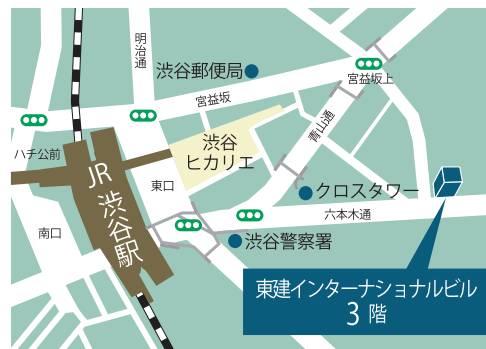 明治通
渋谷郵便局
宮益坂上
宮益坂
青山通
ハチ公前
渋谷
ヒカリエ
JR 渋谷駅
東口
クロスタワー
六本木通
南口
渋谷警察署
東建インターナショナルビル
3 階